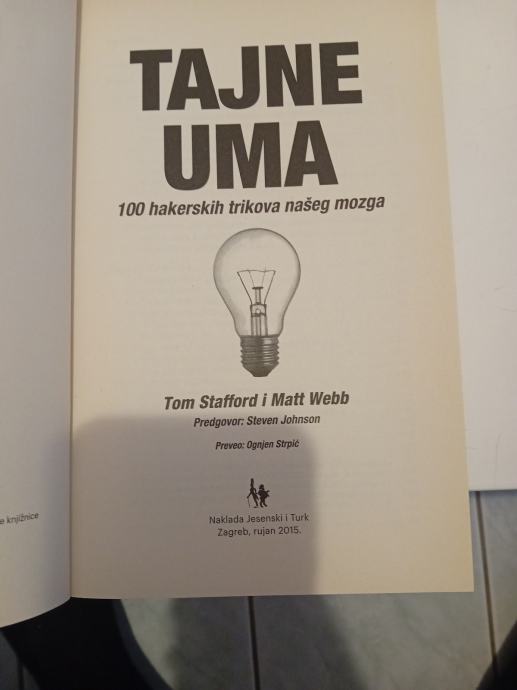 TAJNE
UMA
100 hakerskih trikova našeg mozga
Tom Stafford i Matt Webb
Predgovor: Steven Johnson
Preveo: Ognjen Strpić
Naklada Jesenski i Turk
Zagreb, rujan 2015.
e knjižnice